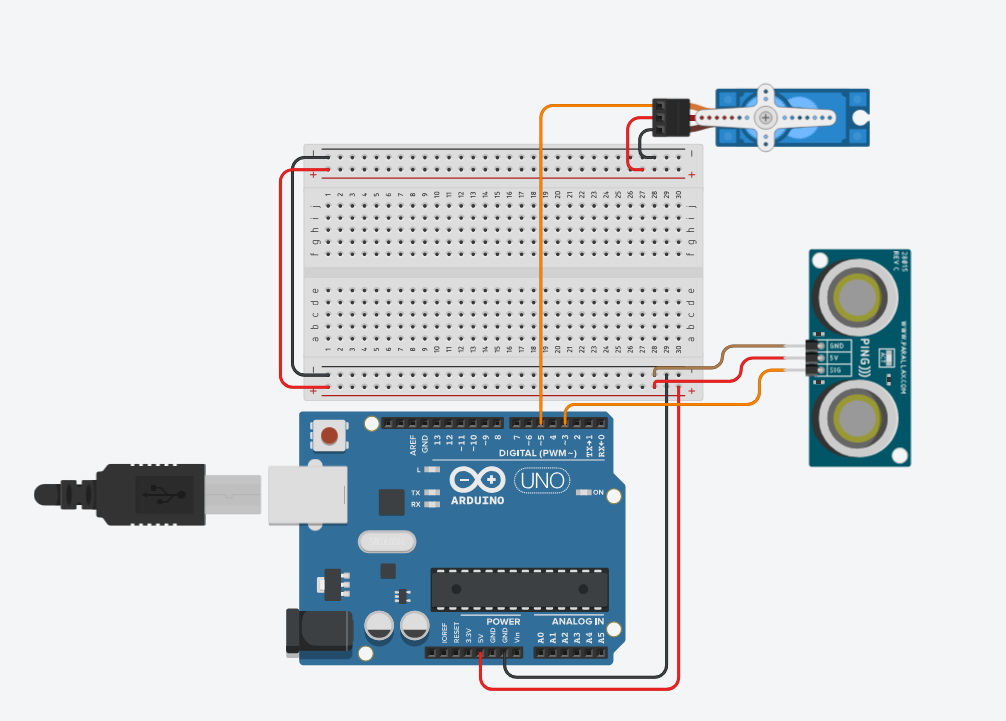 1 2 3 4 5 6 7 8 9 10 11 12 13 14 15 16 17 18 19 20 21 22 23 24 25 26 27 28 29 30
j j
i i
h h
g g
f f
e e
d d
c c
b b
a a
1 2 3 4 5 6 7 8 9 10 11 12 13 14 15 16 17 18 19 20 21 22 23 24 25 26 27 28 29 30
28015
REV C
GND
5V
SIG
PING)))
WWW.PARALLAX.COM
AREF
GND
13
12
~11
~10
~9
8
7
~6
~5
4
~3
2
TX→1
RX←0
DIGITAL (PWM~)
L
TX
RX
ARDUINO
UNO
ON
POWER
ANALOG IN
IOREF
RESET
3.3V
5V
GND
GND
Vin
A0
A1
A2
A3
A4
A5